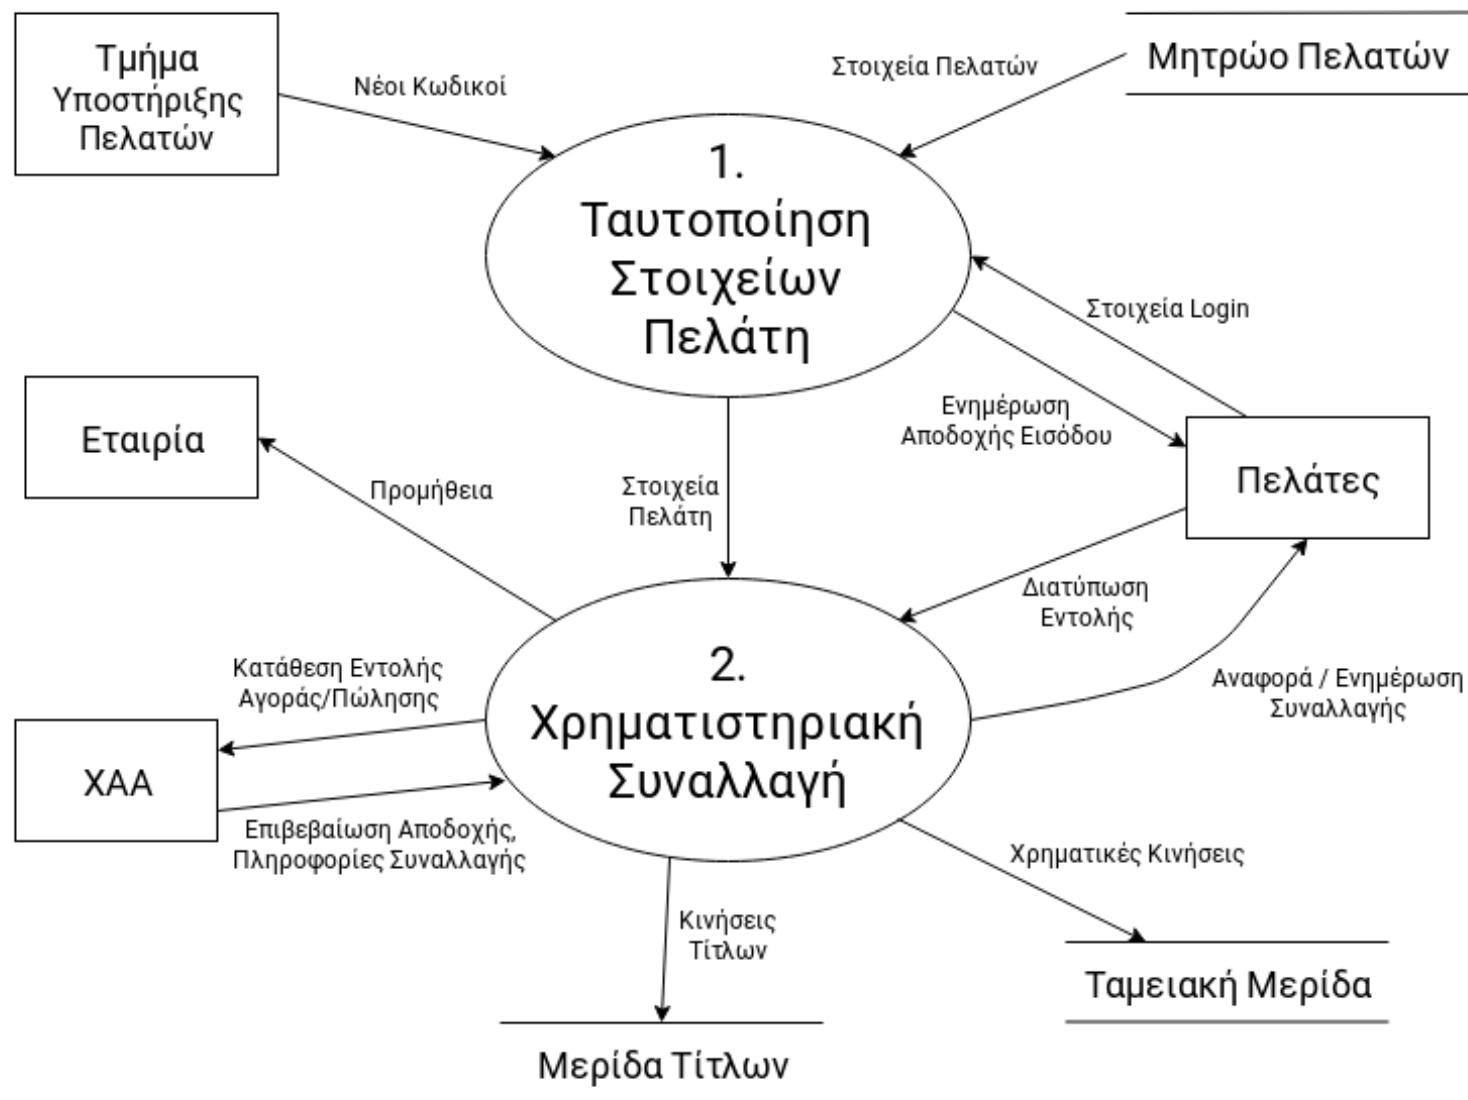 Τμήμα
Υποστήριξης
Πελατών
Νέοι Κωδικοί
Στοιχεία Πελατών
Μητρώο Πελατών
1.
Ταυτοποίηση
Στοιχείων
Πελάτη
Στοιχεία Login
Ενημέρωση
Αποδοχής Εισόδου
Εταιρία
Πελάτες
Προμήθεια
Στοιχεία
Πελάτη
Διατύπωση
Εντολής
2.
Χρηματιστηριακή
Συναλλαγή
Κατάθεση Εντολής
Αγοράς/Πώλησης
Αναφορά / Ενημέρωση
Συναλλαγής
ΧΑΑ
Επιβεβαίωση Αποδοχής,
Πληροφορίες Συναλλαγής
Χρηματικές Κινήσεις
Κινήσεις
Τίτλων
Ταμειακή Μερίδα
Μερίδα Τίτλων